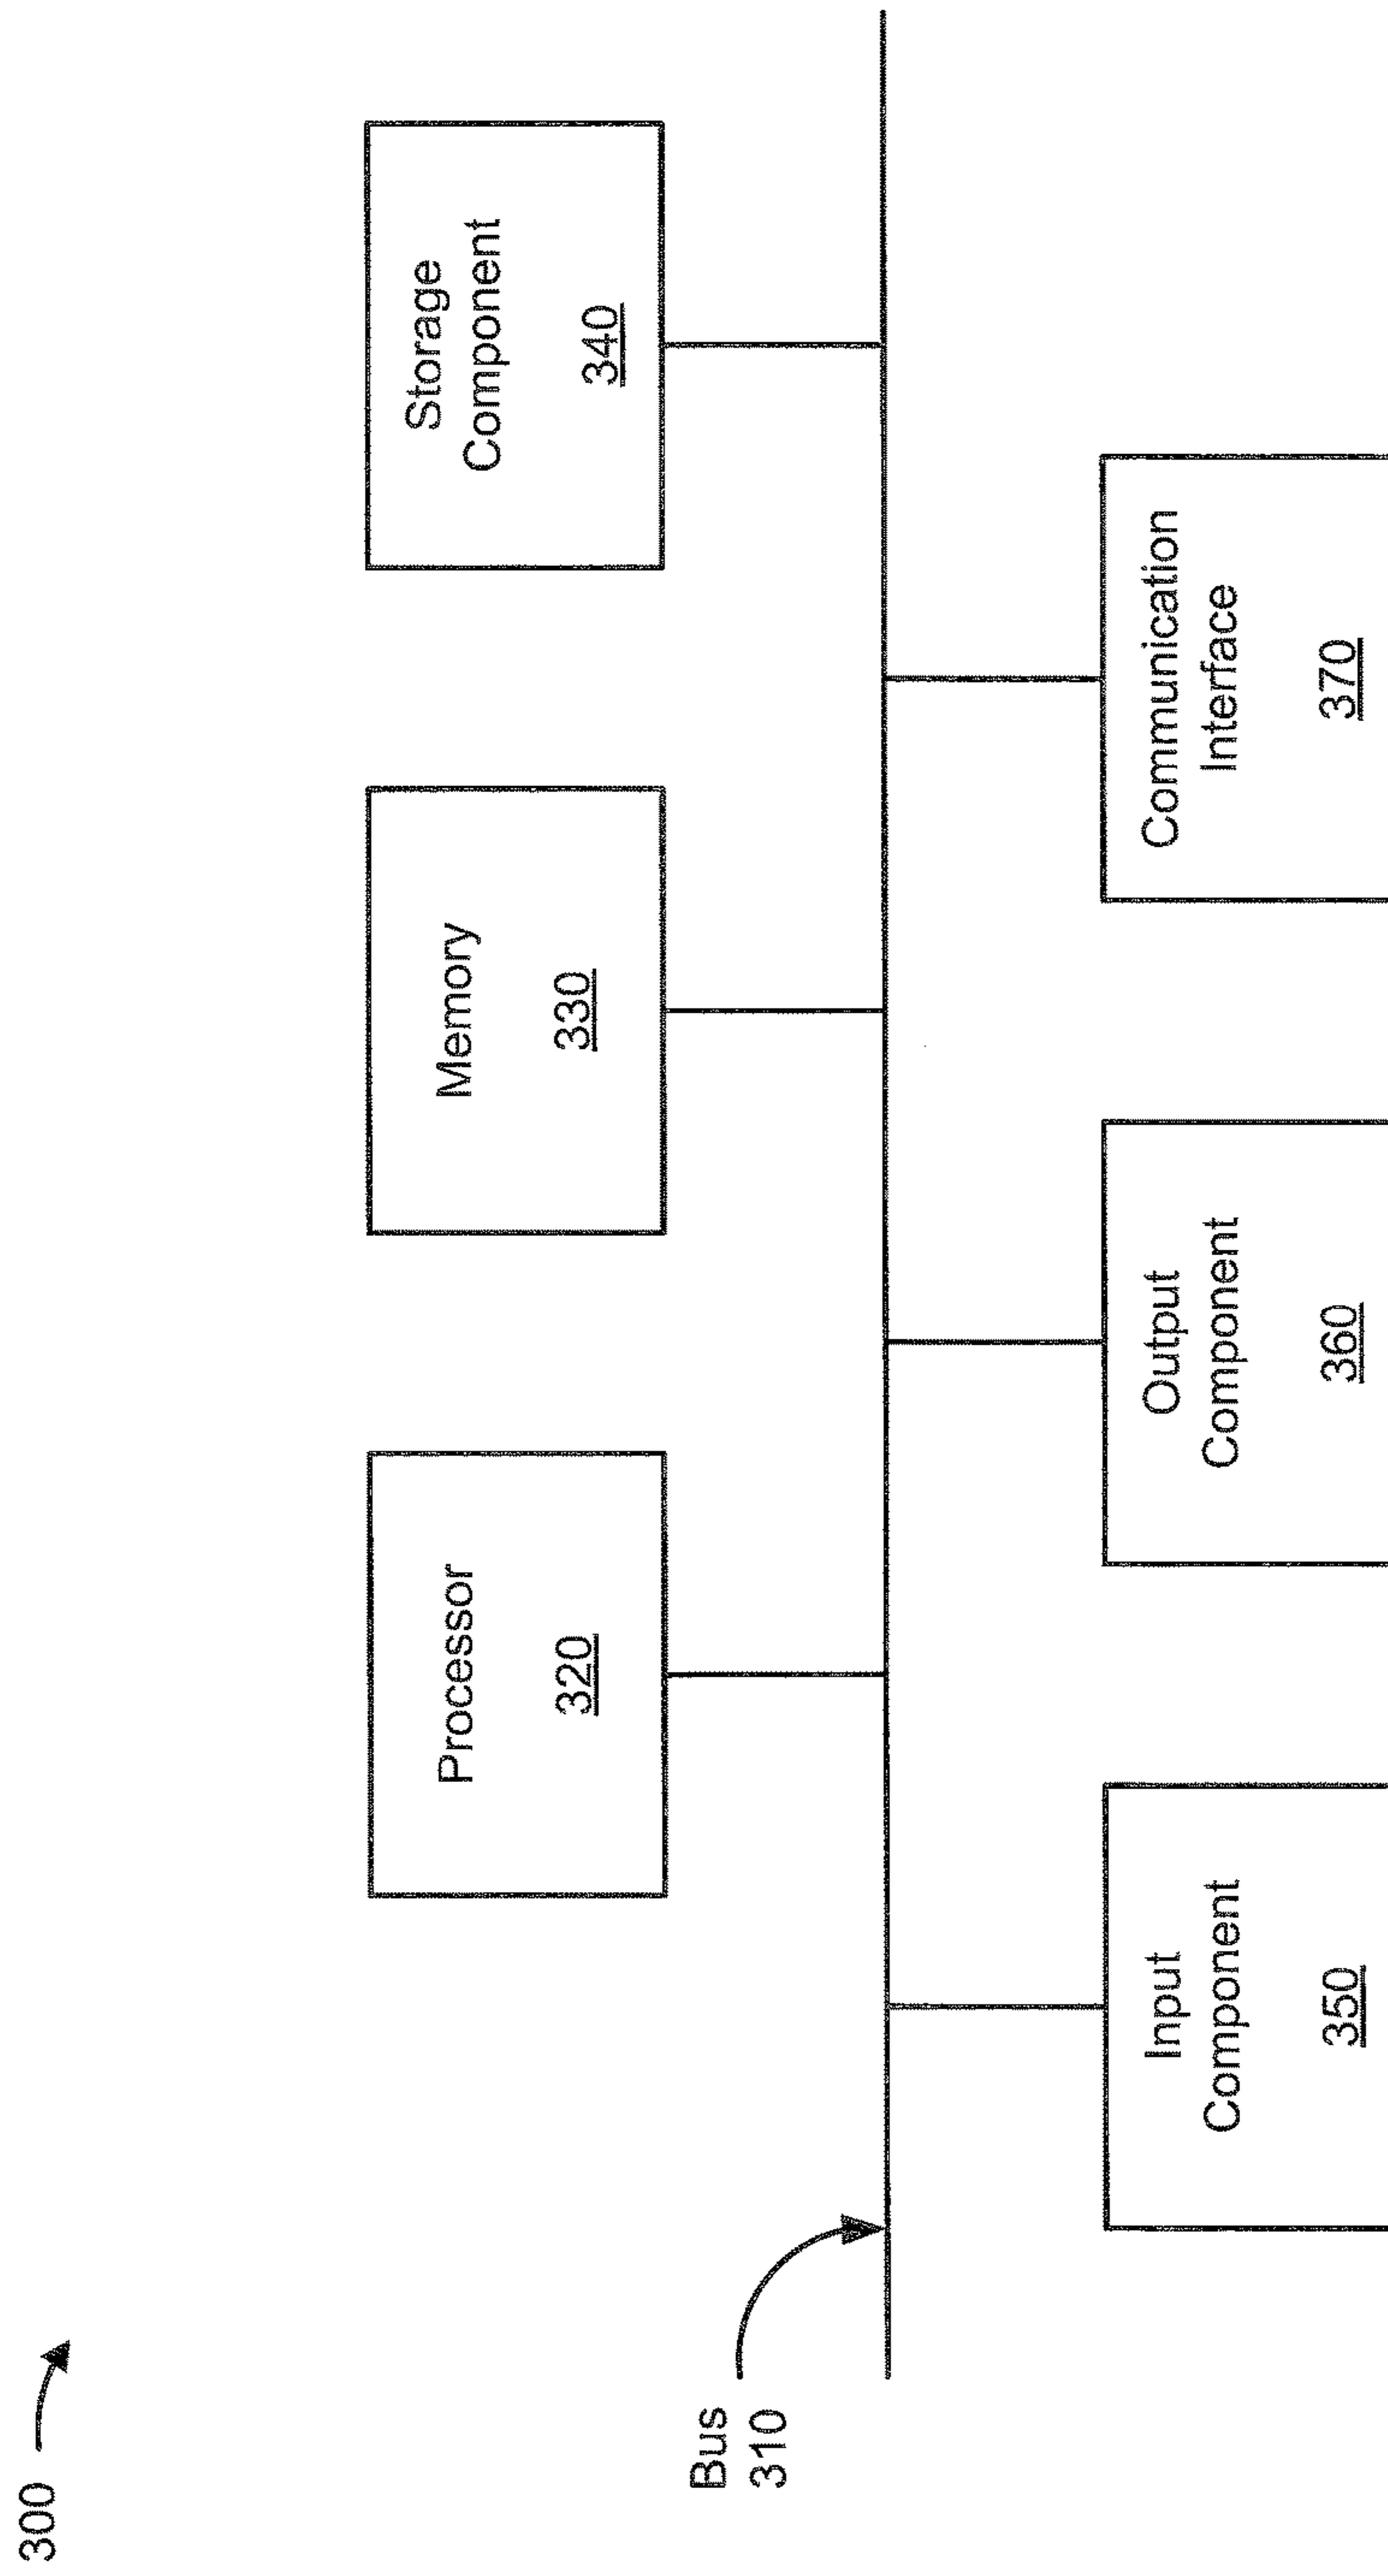 300
Processor
320
Memory
330
Storage
Component
340
Bus
310
Input
Component
350
Output
Component
360
Communication
Interface
370